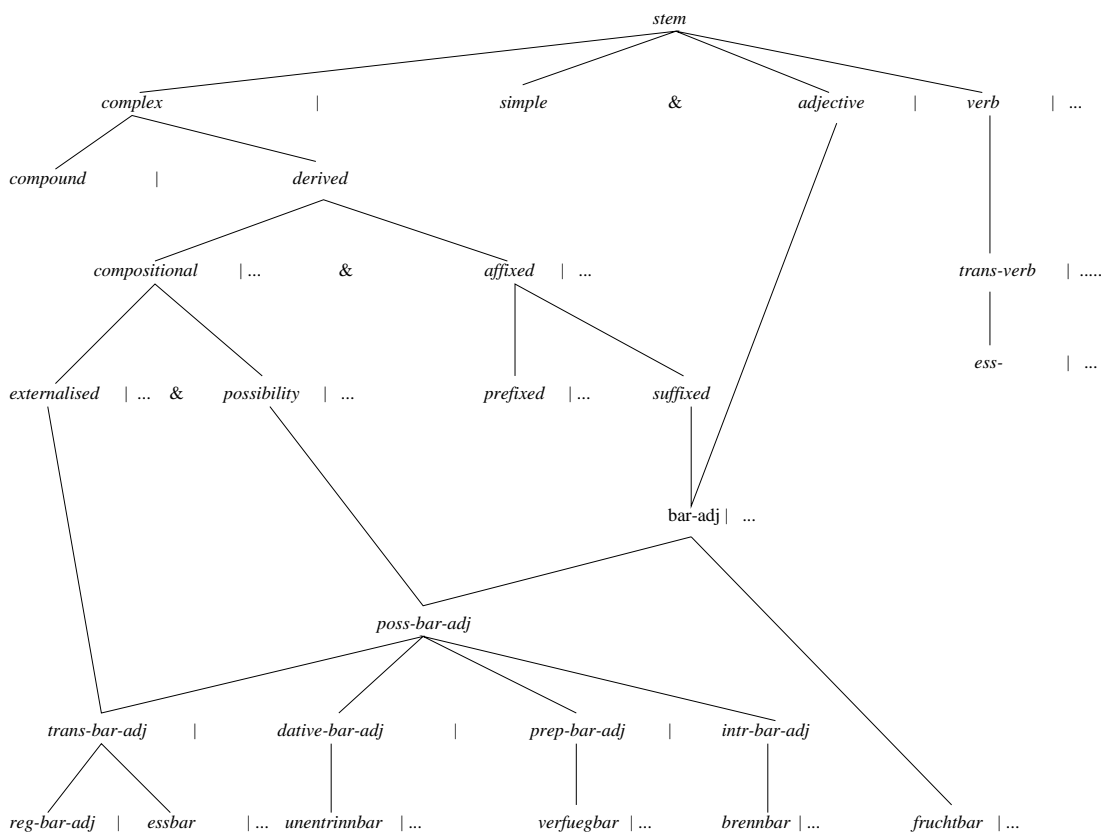 stem
complex | simple & adjective | verb | ...
compound | derived
compositional | ... & affixed | ... trans-verb | .....
ess- | ...
externalised | ... & possibility | ... prefixed | ... suffixed
bar-adj | ...
poss-bar-adj
trans-bar-adj | dative-bar-adj | prep-bar-adj | intr-bar-adj
reg-bar-adj | essbar | ... unentrinnbar | ... verfuegbar | ... brennbar | ... fruchtbar | ...